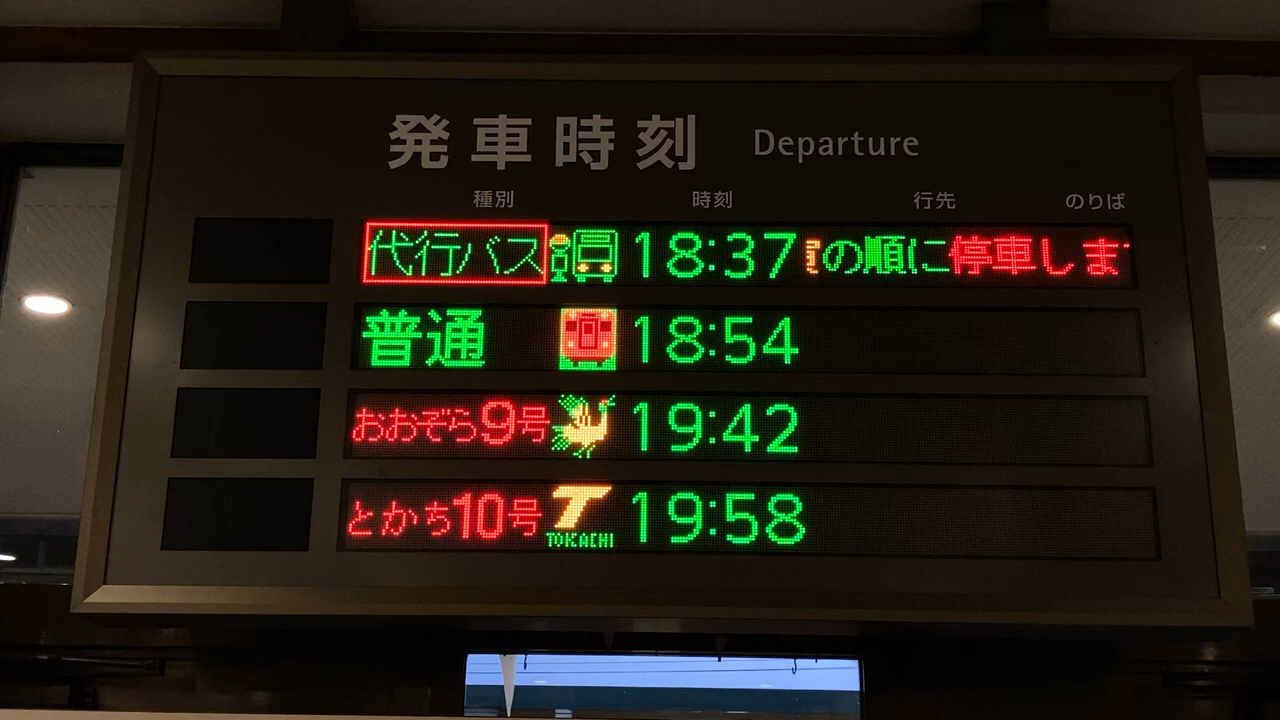 発車時刻 Departure
種別 時刻 行先 のりば
代行バス 18:37 の順に停車しま
普通 18:54
おおぞら9号 19:42
とかち10号 TOKACHI 19:58